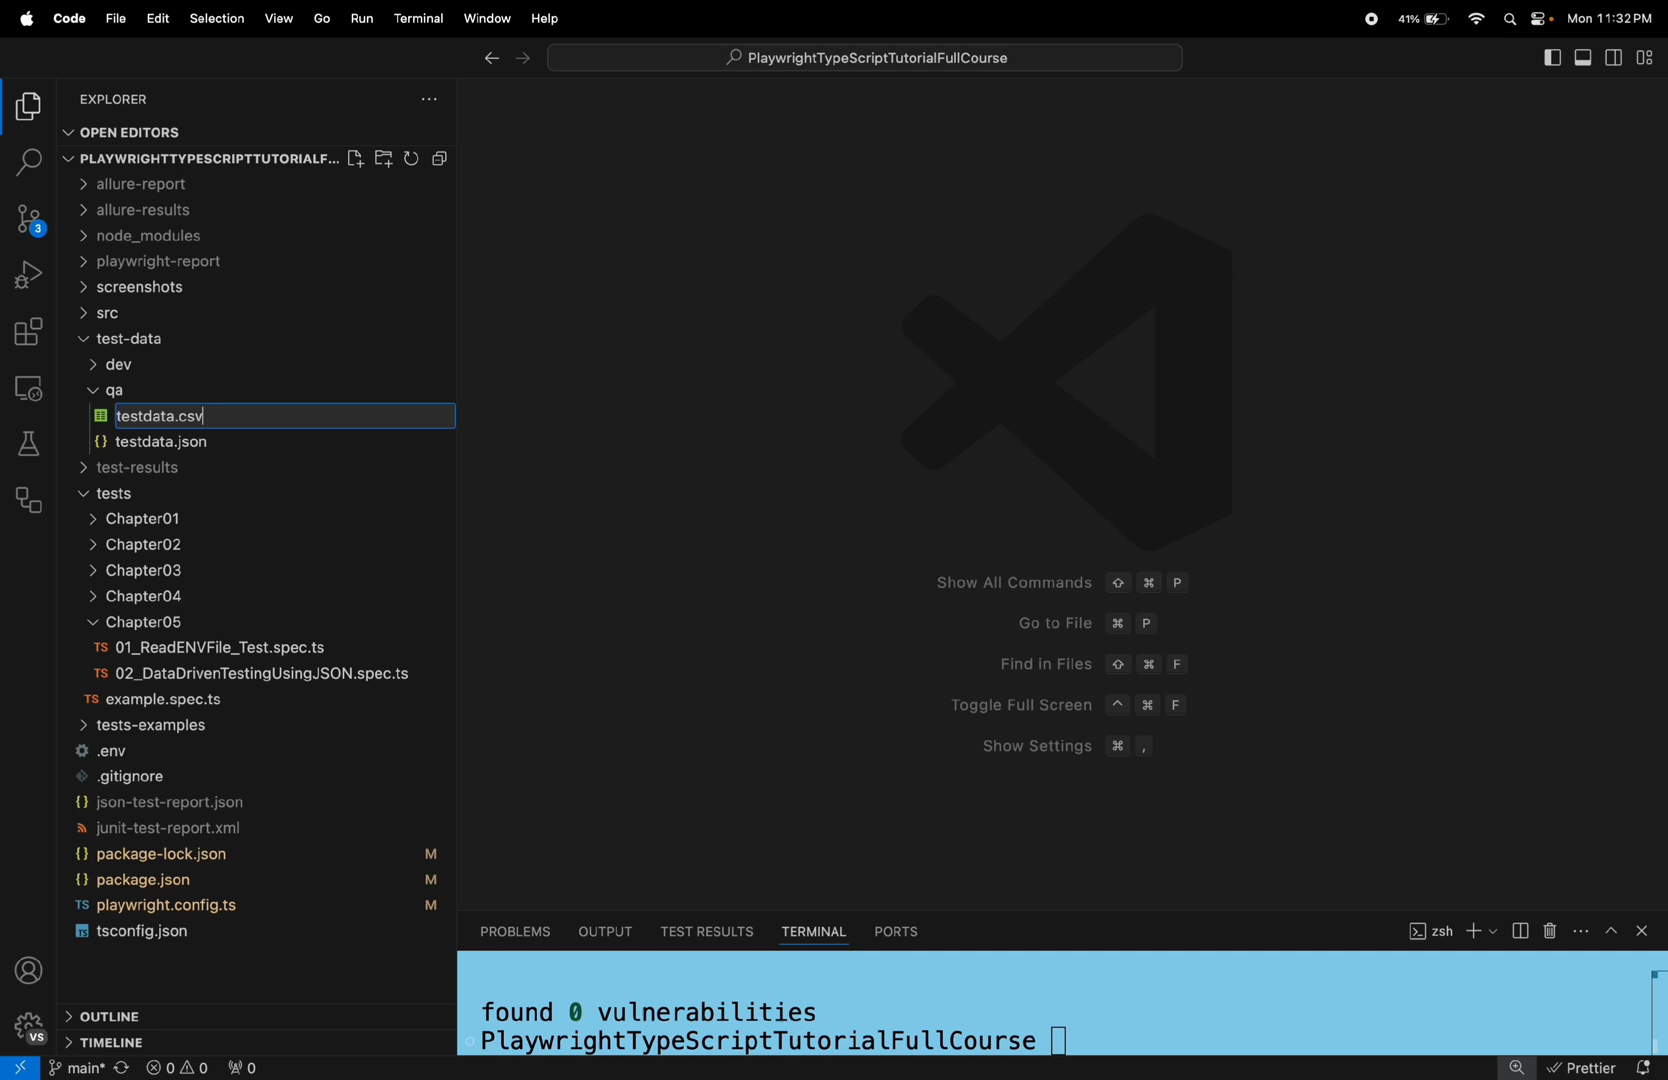 Code File Edit Selection View Go Run Terminal Window Help 41% Mon 11:32 PM
PlaywrightTypeScriptTutorialFullCourse
EXPLORER
OPEN EDITORS
PLAYWRIGHTTYPESCRIPTTUTORIALF...
allure-report
allure-results
node_modules
playwright-report
screenshots
src
test-data
dev
qa
testdata.csv
testdata.json
test-results
tests
Chapter01
Chapter02
Chapter03
Chapter04
Chapter05
TS 01_ReadENVFile_Test.spec.ts
TS 02_DataDrivenTestingUsingJSON.spec.ts
TS example.spec.ts
tests-examples
.env
.gitignore
{} json-test-report.json
junit-test-report.xml
{} package-lock.json M
{} package.json M
TS playwright.config.ts M
TS tsconfig.json
OUTLINE
TIMELINE
3
VS
Show All Commands ⇧ ⌘ P
Go to File ⌘ P
Find in Files ⇧ ⌘ F
Toggle Full Screen ^ ⌘ F
Show Settings ⌘ ,
PROBLEMS OUTPUT TEST RESULTS TERMINAL PORTS zsh
found 0 vulnerabilities
PlaywrightTypeScriptTutorialFullCourse
main* 0 0 0 Prettier